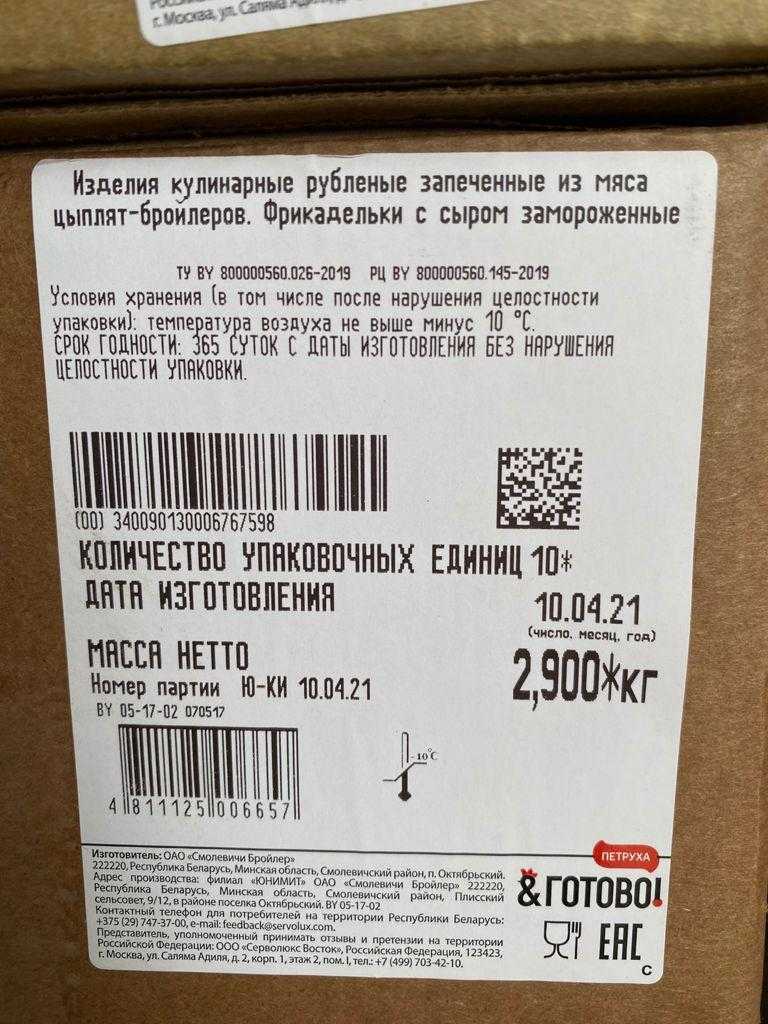 г. Москва, ул. Саляма
Изделия кулинарные рубленые запеченные из мяса
цыплят-бройлеров. Фрикадельки с сыром замороженные
ТУ BY 800000560.026-2019 РЦ BY 800000560.145-2019
Условия хранения (в том числе после нарушения целостности
упаковки): температура воздуха не выше минус 10 °С.
СРОК ГОДНОСТИ: 365 СУТОК С ДАТЫ ИЗГОТОВЛЕНИЯ БЕЗ НАРУШЕНИЯ
ЦЕЛОСТНОСТИ УПАКОВКИ.
(00) 340090130006767598
КОЛИЧЕСТВО УПАКОВОЧНЫХ ЕДИНИЦ 10*
ДАТА ИЗГОТОВЛЕНИЯ 10.04.21
(число, месяц, год)
МАССА НЕТТО 2,900*кг
Номер партии Ю-КИ 10.04.21
BY 05-17-02 070517
-10°C
4 811125 006657
Изготовитель: ОАО «Смолевичи Бройлер»
222220, Республика Беларусь, Минская область, Смолевичский район, п. Октябрьский.
Адрес производства: филиал «ЮНИМИТ» ОАО «Смолевичи Бройлер» 222220,
Республика Беларусь, Минская область, Смолевичский район, Плисский
сельсовет, 9/12, в районе поселка Октябрьский. BY 05-17-02
Контактный телефон для потребителей на территории Республики Беларусь:
+375 (29) 747-37-00, e-mail: feedback@servolux.com.
Представитель, уполномоченный принимать отзывы и претензии на территории
Российской Федерации: ООО «Серволюкс Восток», Российская Федерация, 123423,
г. Москва, ул. Саляма Адиля, д. 2, корп. 1, этаж 2, пом. I, тел.: +7 (499) 703-42-10.
ПЕТРУХА
&ГОТОВО!
EAC
С